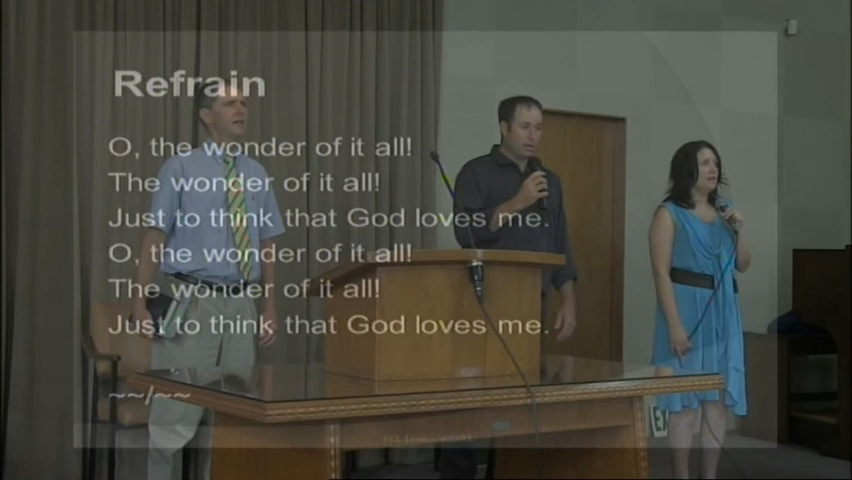 Refrain
O, the wonder of it all!
The wonder of it all!
Just to think that God loves me.
O, the wonder of it all!
The wonder of it all!
Just to think that God loves me.
~~/~~
EX